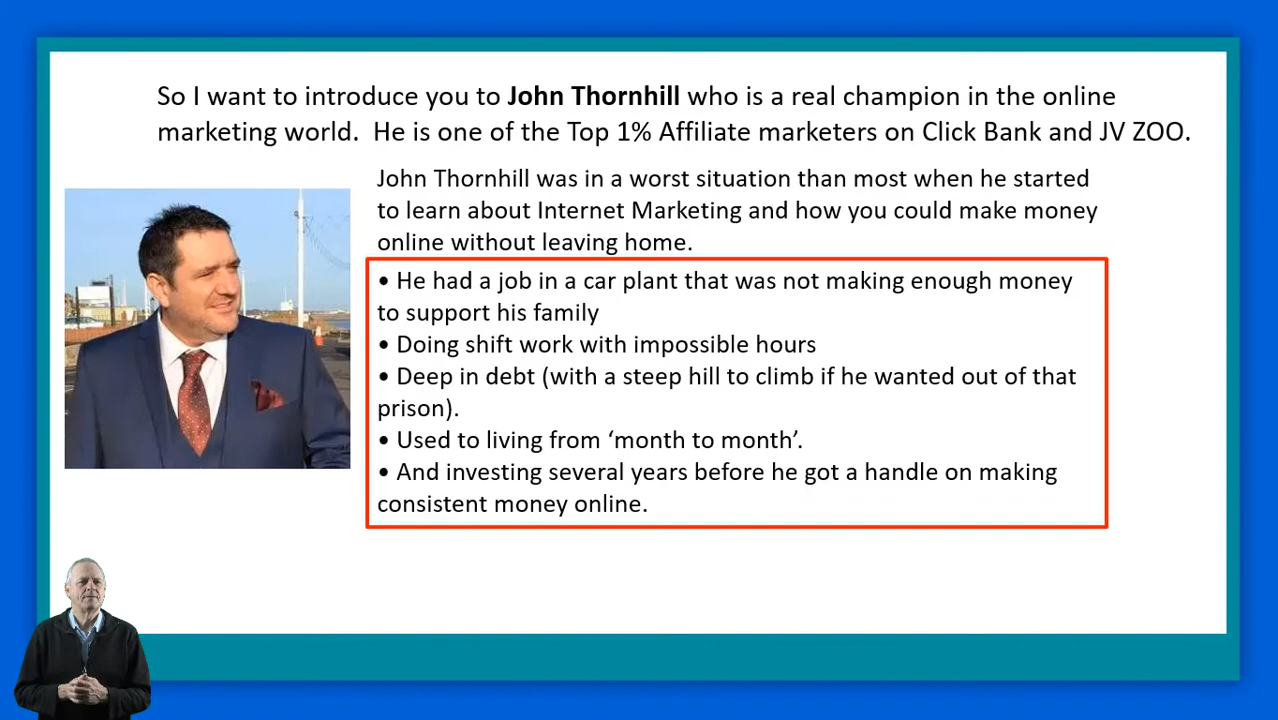 So I want to introduce you to John Thornhill who is a real champion in the online
marketing world.  He is one of the Top 1% Affiliate marketers on Click Bank and JV ZOO.
John Thornhill was in a worst situation than most when he started
to learn about Internet Marketing and how you could make money
online without leaving home.
• He had a job in a car plant that was not making enough money
to support his family
• Doing shift work with impossible hours
• Deep in debt (with a steep hill to climb if he wanted out of that
prison).
• Used to living from ‘month to month’.
• And investing several years before he got a handle on making
consistent money online.